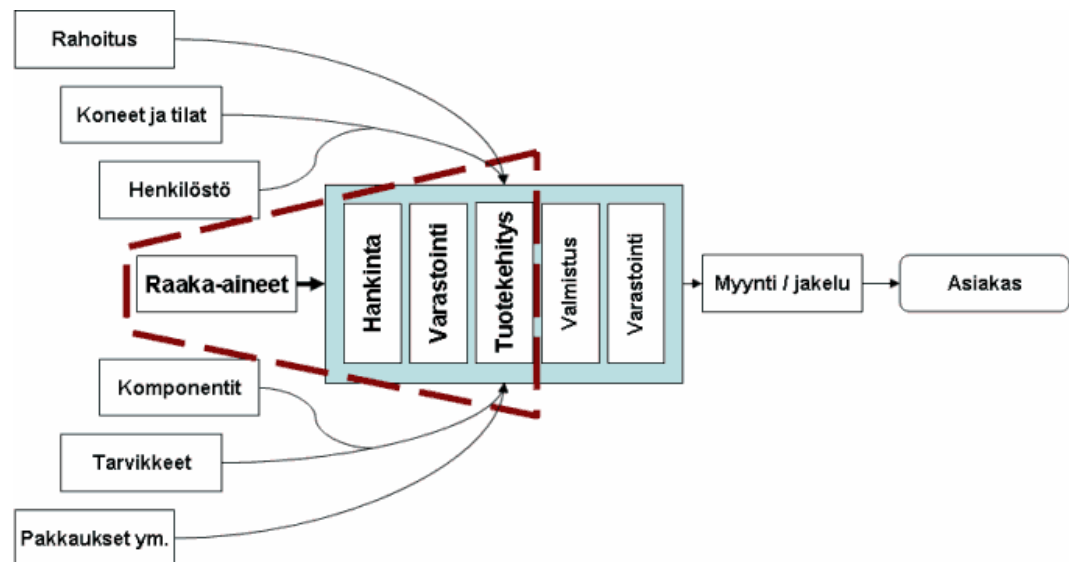 Rahoitus
Koneet ja tilat
Henkilöstö
Raaka-aineet
Komponentit
Tarvikkeet
Pakkaukset ym.
Hankinta
Varastointi
Tuotekehitys
Valmistus
Varastointi
Myynti / jakelu
Asiakas